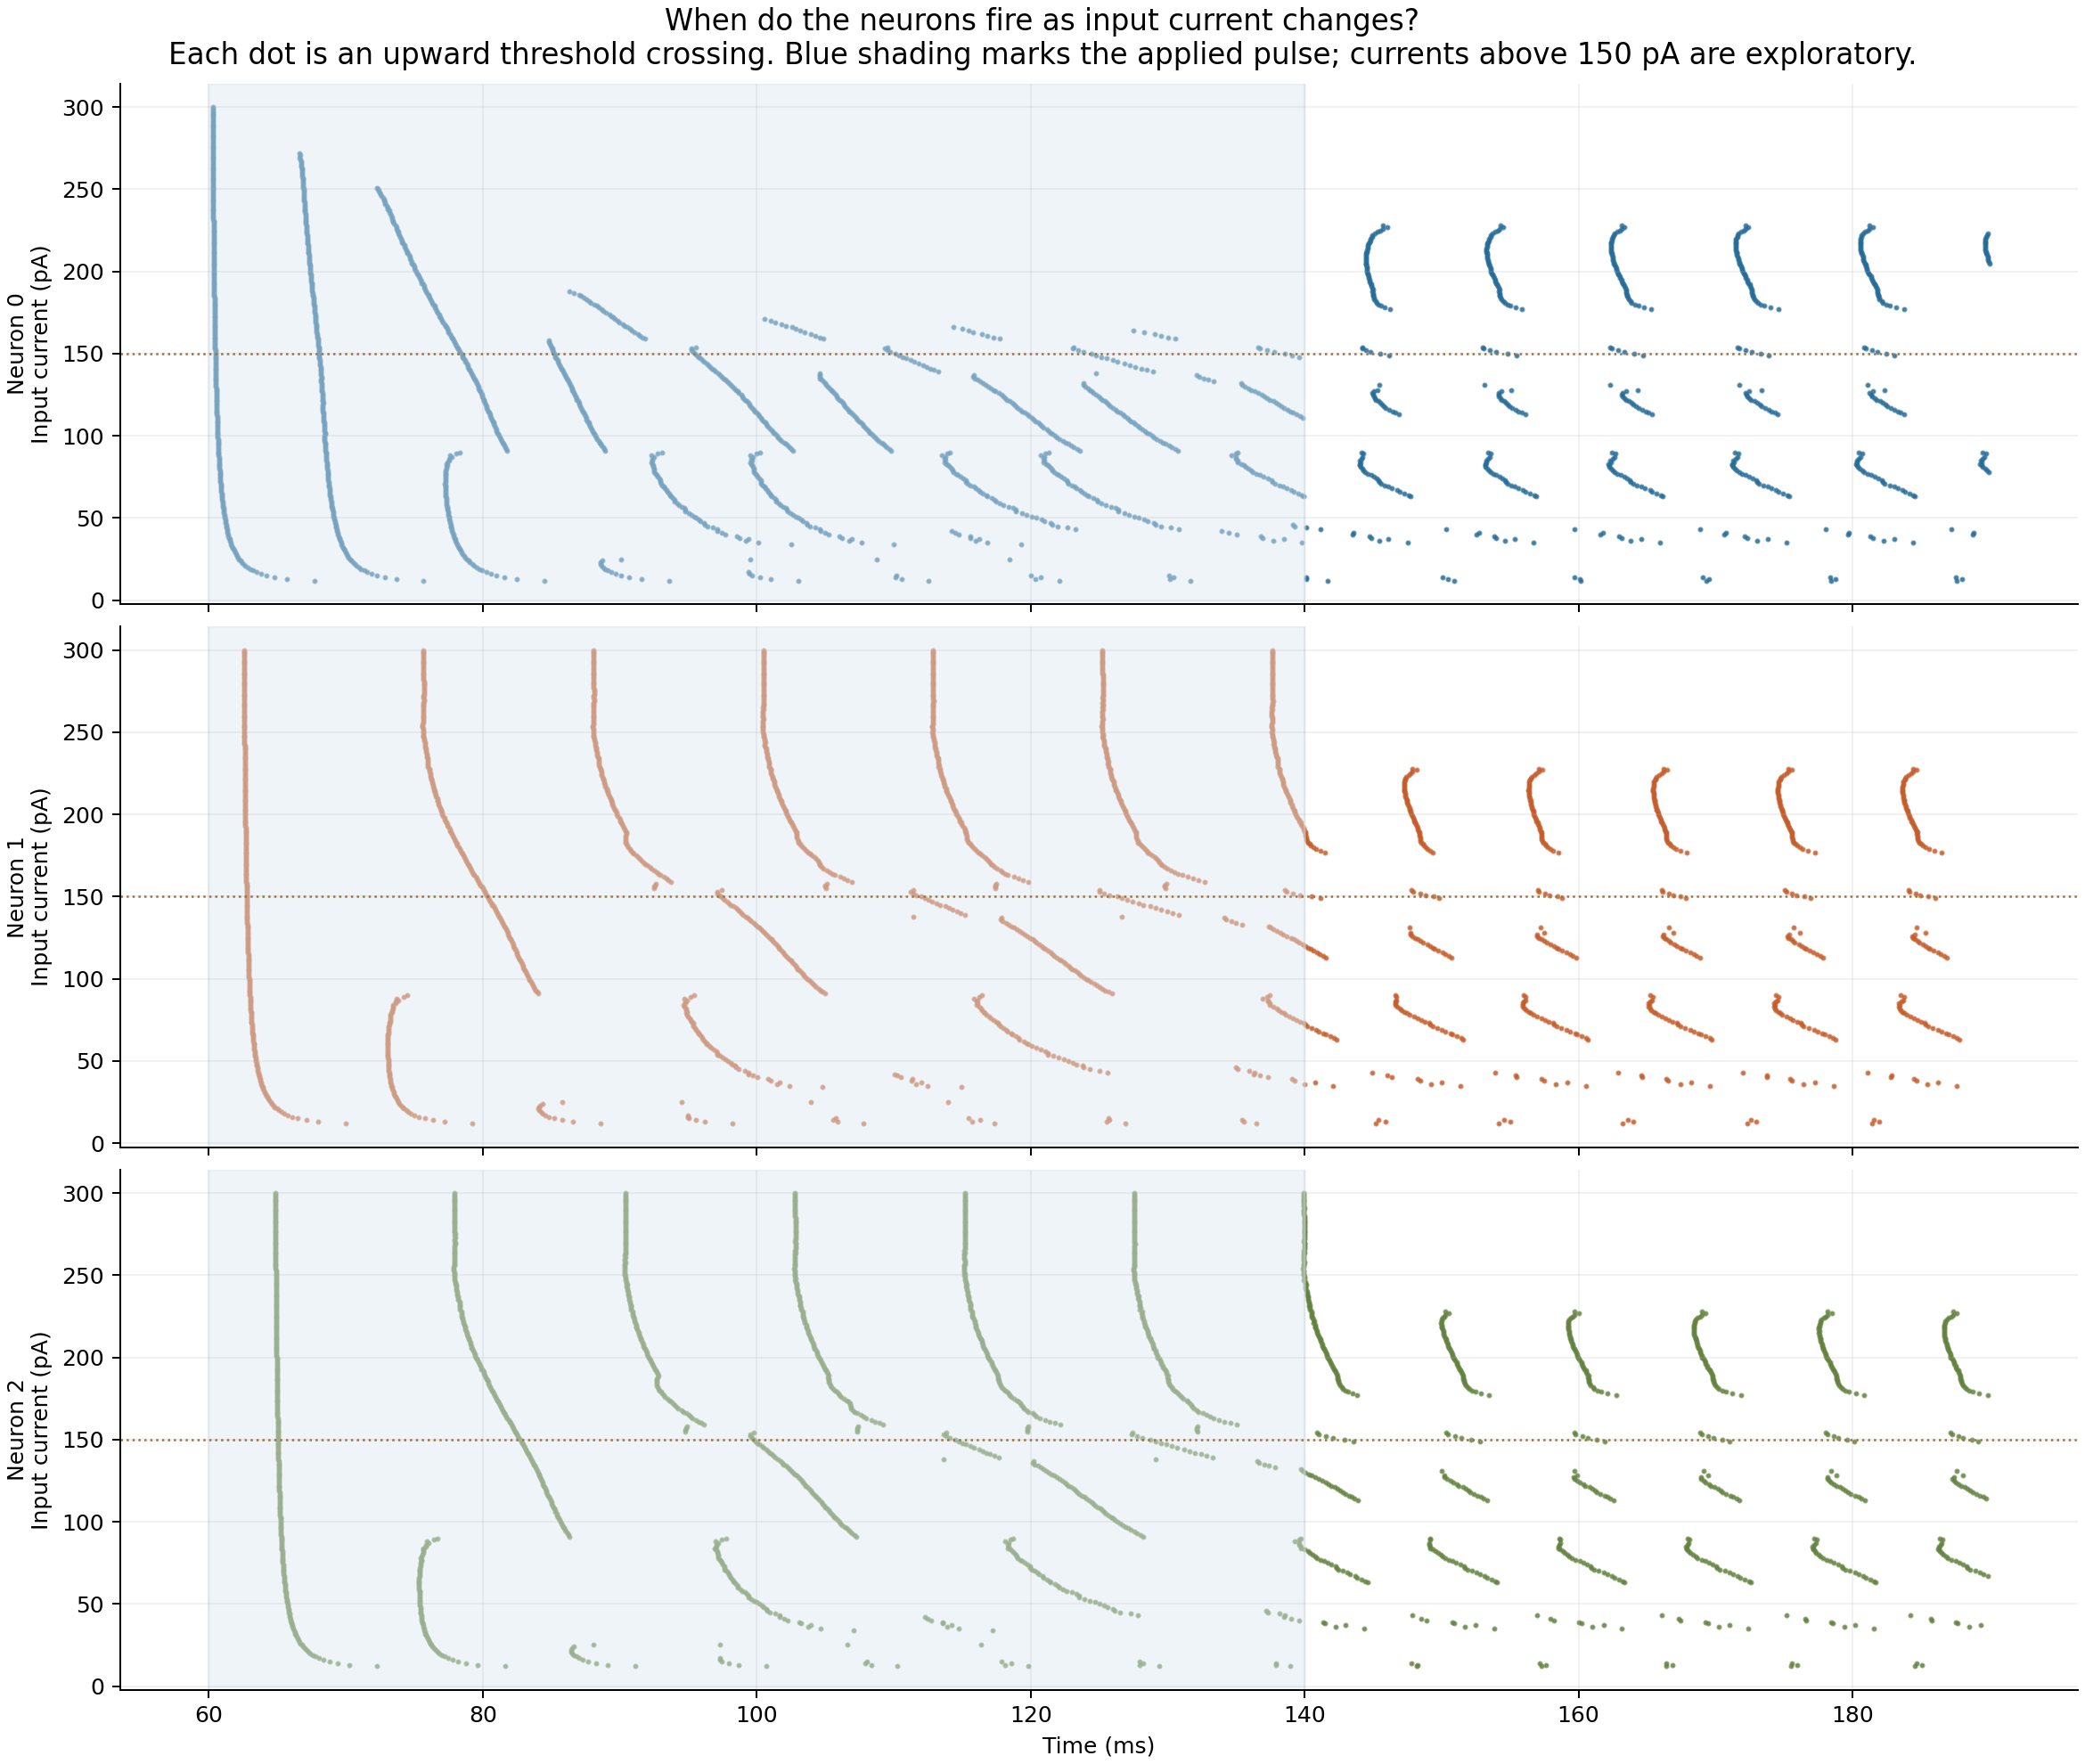 When do the neurons fire as input current changes?
Each dot is an upward threshold crossing. Blue shading marks the applied pulse; currents above 150 pA are exploratory.
Neuron 0
Input current (pA)
300
250
200
150
100
50
0
Neuron 1
Input current (pA)
300
250
200
150
100
50
0
Neuron 2
Input current (pA)
300
250
200
150
100
50
0
60 80 100 120 140 160 180
Time (ms)